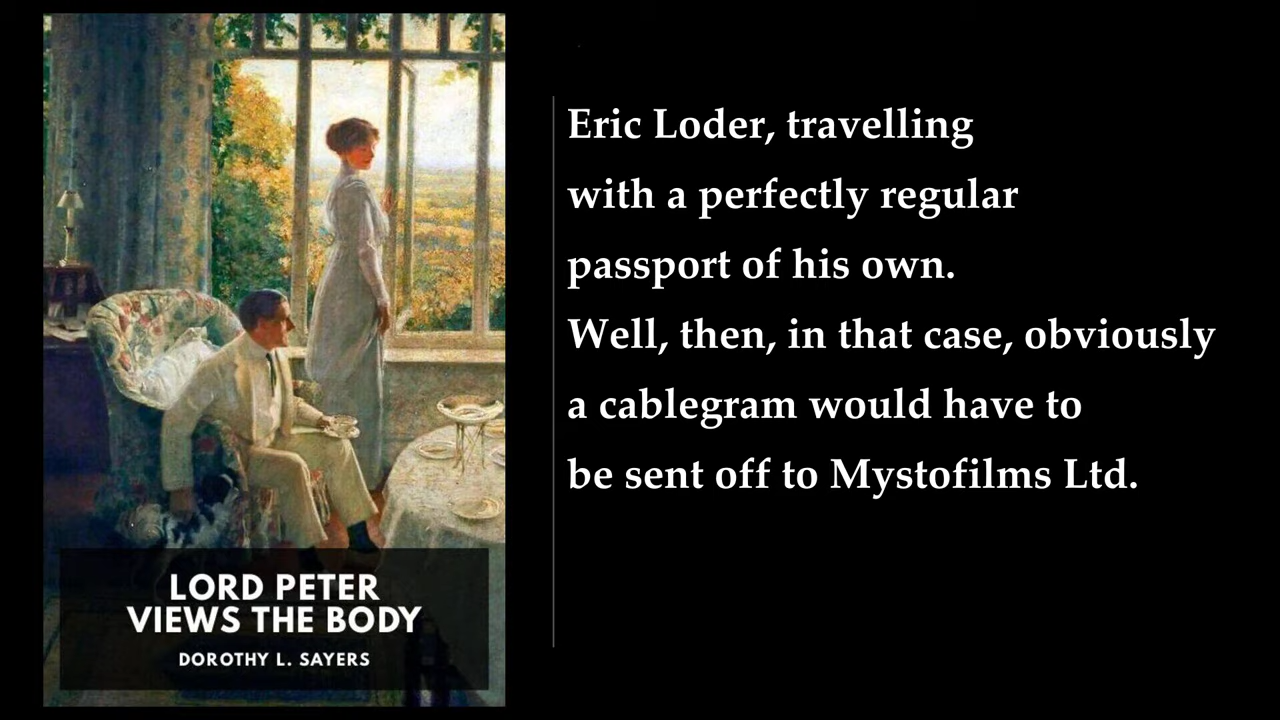 Eric Loder, travelling
with a perfectly regular
passport of his own.
Well, then, in that case, obviously
a cablegram would have to
be sent off to Mystofilms Ltd.
LORD PETER
VIEWS THE BODY
DOROTHY L. SAYERS